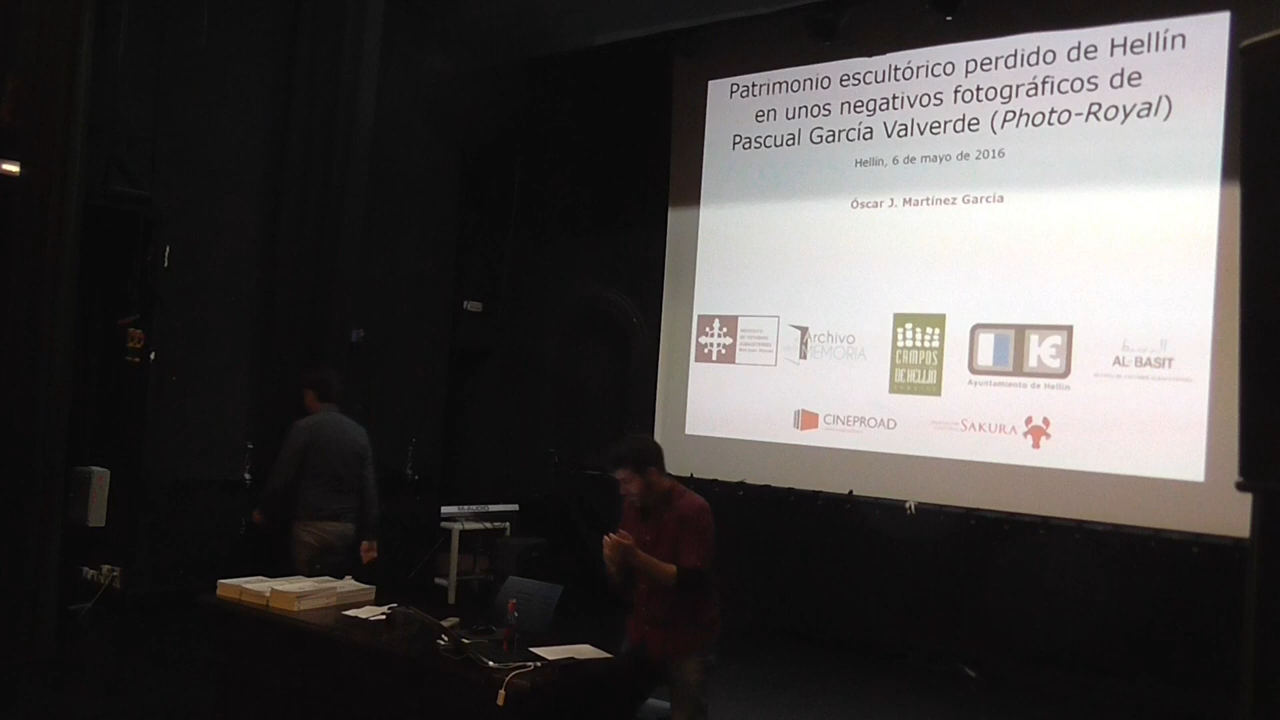 Patrimonio escultórico perdido de Hellín
en unos negativos fotográficos de
Pascual García Valverde (Photo-Royal)
Hellín, 6 de mayo de 2016
Óscar J. Martínez García
Archivo
MEMORIA
CAMPOS
DE HELLIN
Ayuntamiento de Hellín
AL-BASIT
CINEPROAD
SAKURA
M-AUDIO